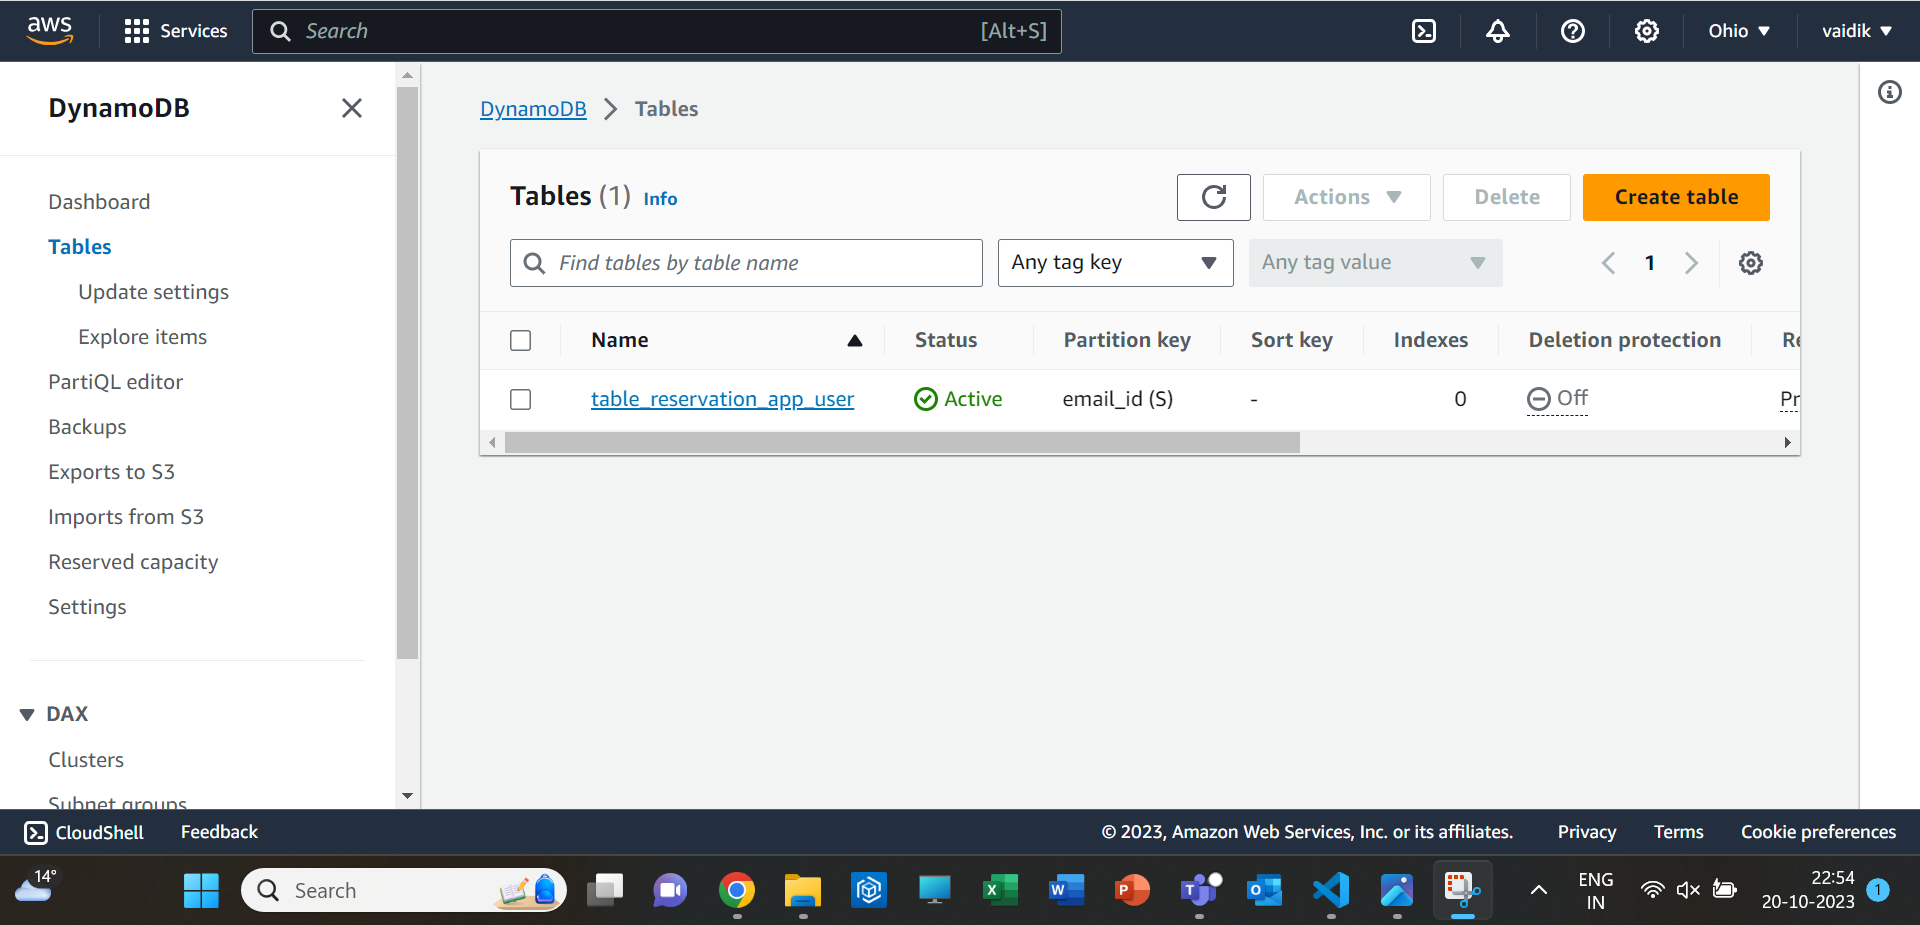 aws
Services
Search [Alt+S]
Ohio
vaidik
DynamoDB
Dashboard
Tables
Update settings
Explore items
PartiQL editor
Backups
Exports to S3
Imports from S3
Reserved capacity
Settings
DAX
Clusters
Subnet groups
DynamoDB > Tables
Tables (1) Info
Actions
Delete
Create table
Find tables by table name
Any tag key
Any tag value
1
Name Status Partition key Sort key Indexes Deletion protection Re
table_reservation_app_user Active email_id (S) - 0 Off Pr
CloudShell Feedback © 2023, Amazon Web Services, Inc. or its affiliates. Privacy Terms Cookie preferences
14°
Search
ENG
IN
22:54
20-10-2023
1